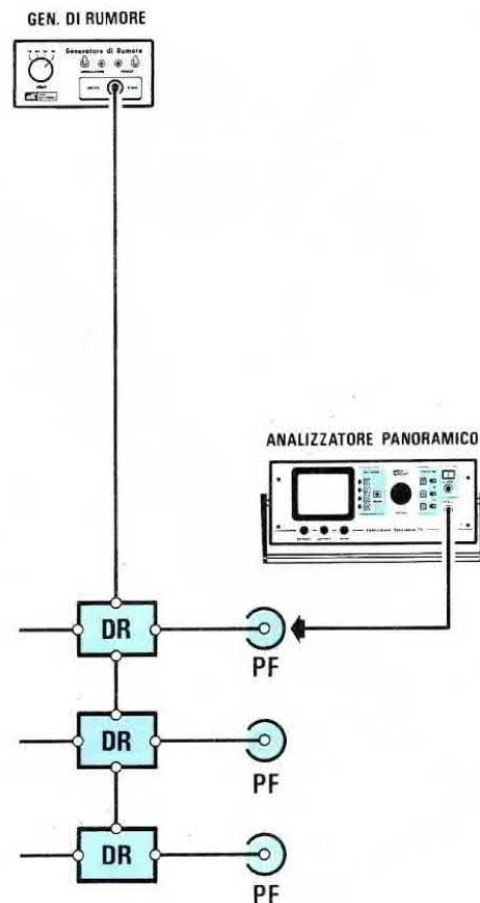 GEN. DI RUMORE
Generatore di Rumore
ANALIZZATORE PANORAMICO
DR
PF
DR
PF
DR
PF